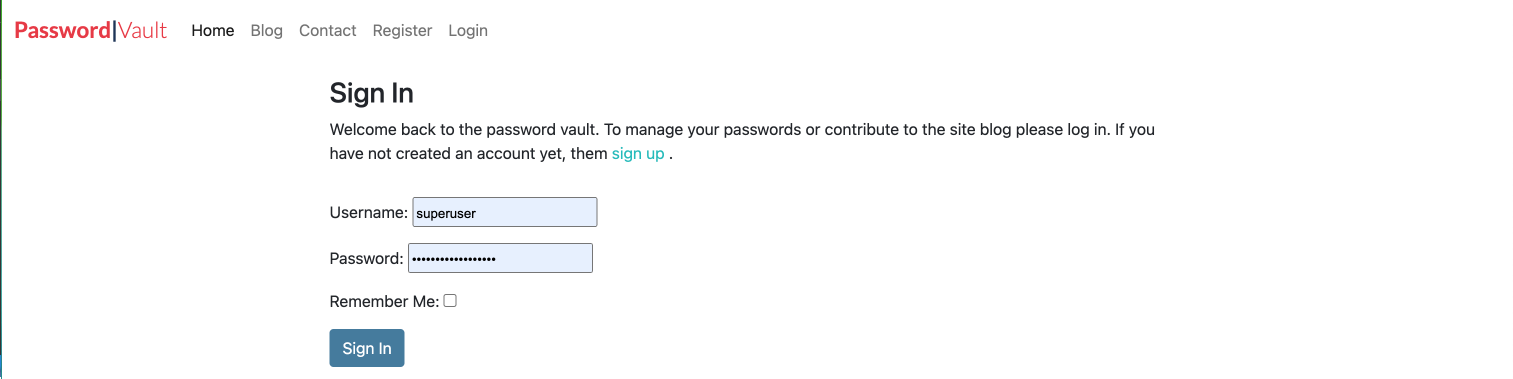 Password|Vault Home Blog Contact Register Login
Sign In
Welcome back to the password vault. To manage your passwords or contribute to the site blog please log in. If you
have not created an account yet, them sign up .
Username: superuser
Password: ••••••••••••••••••
Remember Me:
Sign In